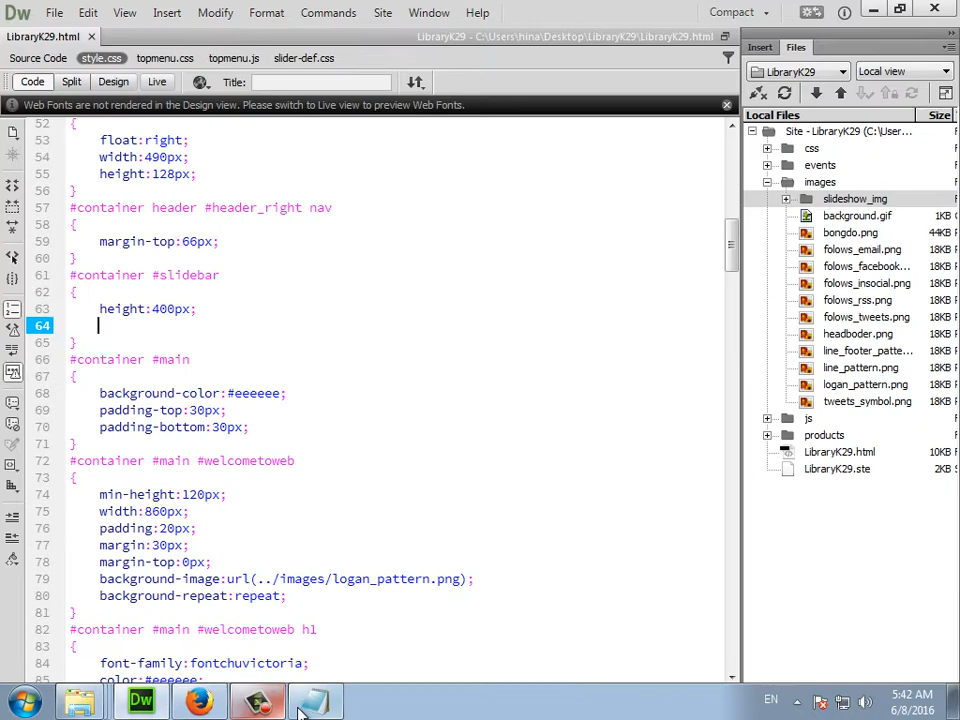 Dw File Edit View Insert Modify Format Commands Site Window Help Compact
LibraryK29.html LibraryK29 - C:\Users\hina\Desktop\LibraryK29\LibraryK29.html Insert Files
Source Code style.css topmenu.css topmenu.js slider-def.css LibraryK29 Local view
Code Split Design Live Title:
Web Fonts are not rendered in the Design view. Please switch to Live view to preview Web Fonts.
Local Files Size
52 {
53 float:right;
54 width:490px;
55 height:128px;
56 }
57 #container header #header_right nav
58 {
59 margin-top:66px;
60 }
61 #container #slidebar
62 {
63 height:400px;
64
65 }
66 #container #main
67 {
68 background-color:#eeeeee;
69 padding-top:30px;
70 padding-bottom:30px;
71 }
72 #container #main #welcometoweb
73 {
74 min-height:120px;
75 width:860px;
76 padding:20px;
77 margin:30px;
78 margin-top:0px;
79 background-image:url(../images/logan_pattern.png);
80 background-repeat:repeat;
81 }
82 #container #main #welcometoweb h1
83 {
84 font-family:fontchuvictoria;
85 color:#eeeeee;
Site - LibraryK29 (C:\User...
css
events
images
slideshow_img
background.gif 1KB
bongdo.png 44KB
folows_email.png 18KB
folows_facebook... 18KB
folows_insocial.png 18KB
folows_rss.png 18KB
folows_tweets.png 18KB
headboder.png 18KB
line_footer_patte... 18KB
line_pattern.png 18KB
logan_pattern.png 18KB
tweets_symbol.png 18KB
js
products
LibraryK29.html 10KB
LibraryK29.ste 2KB
Dw EN 5:42 AM
6/8/2016